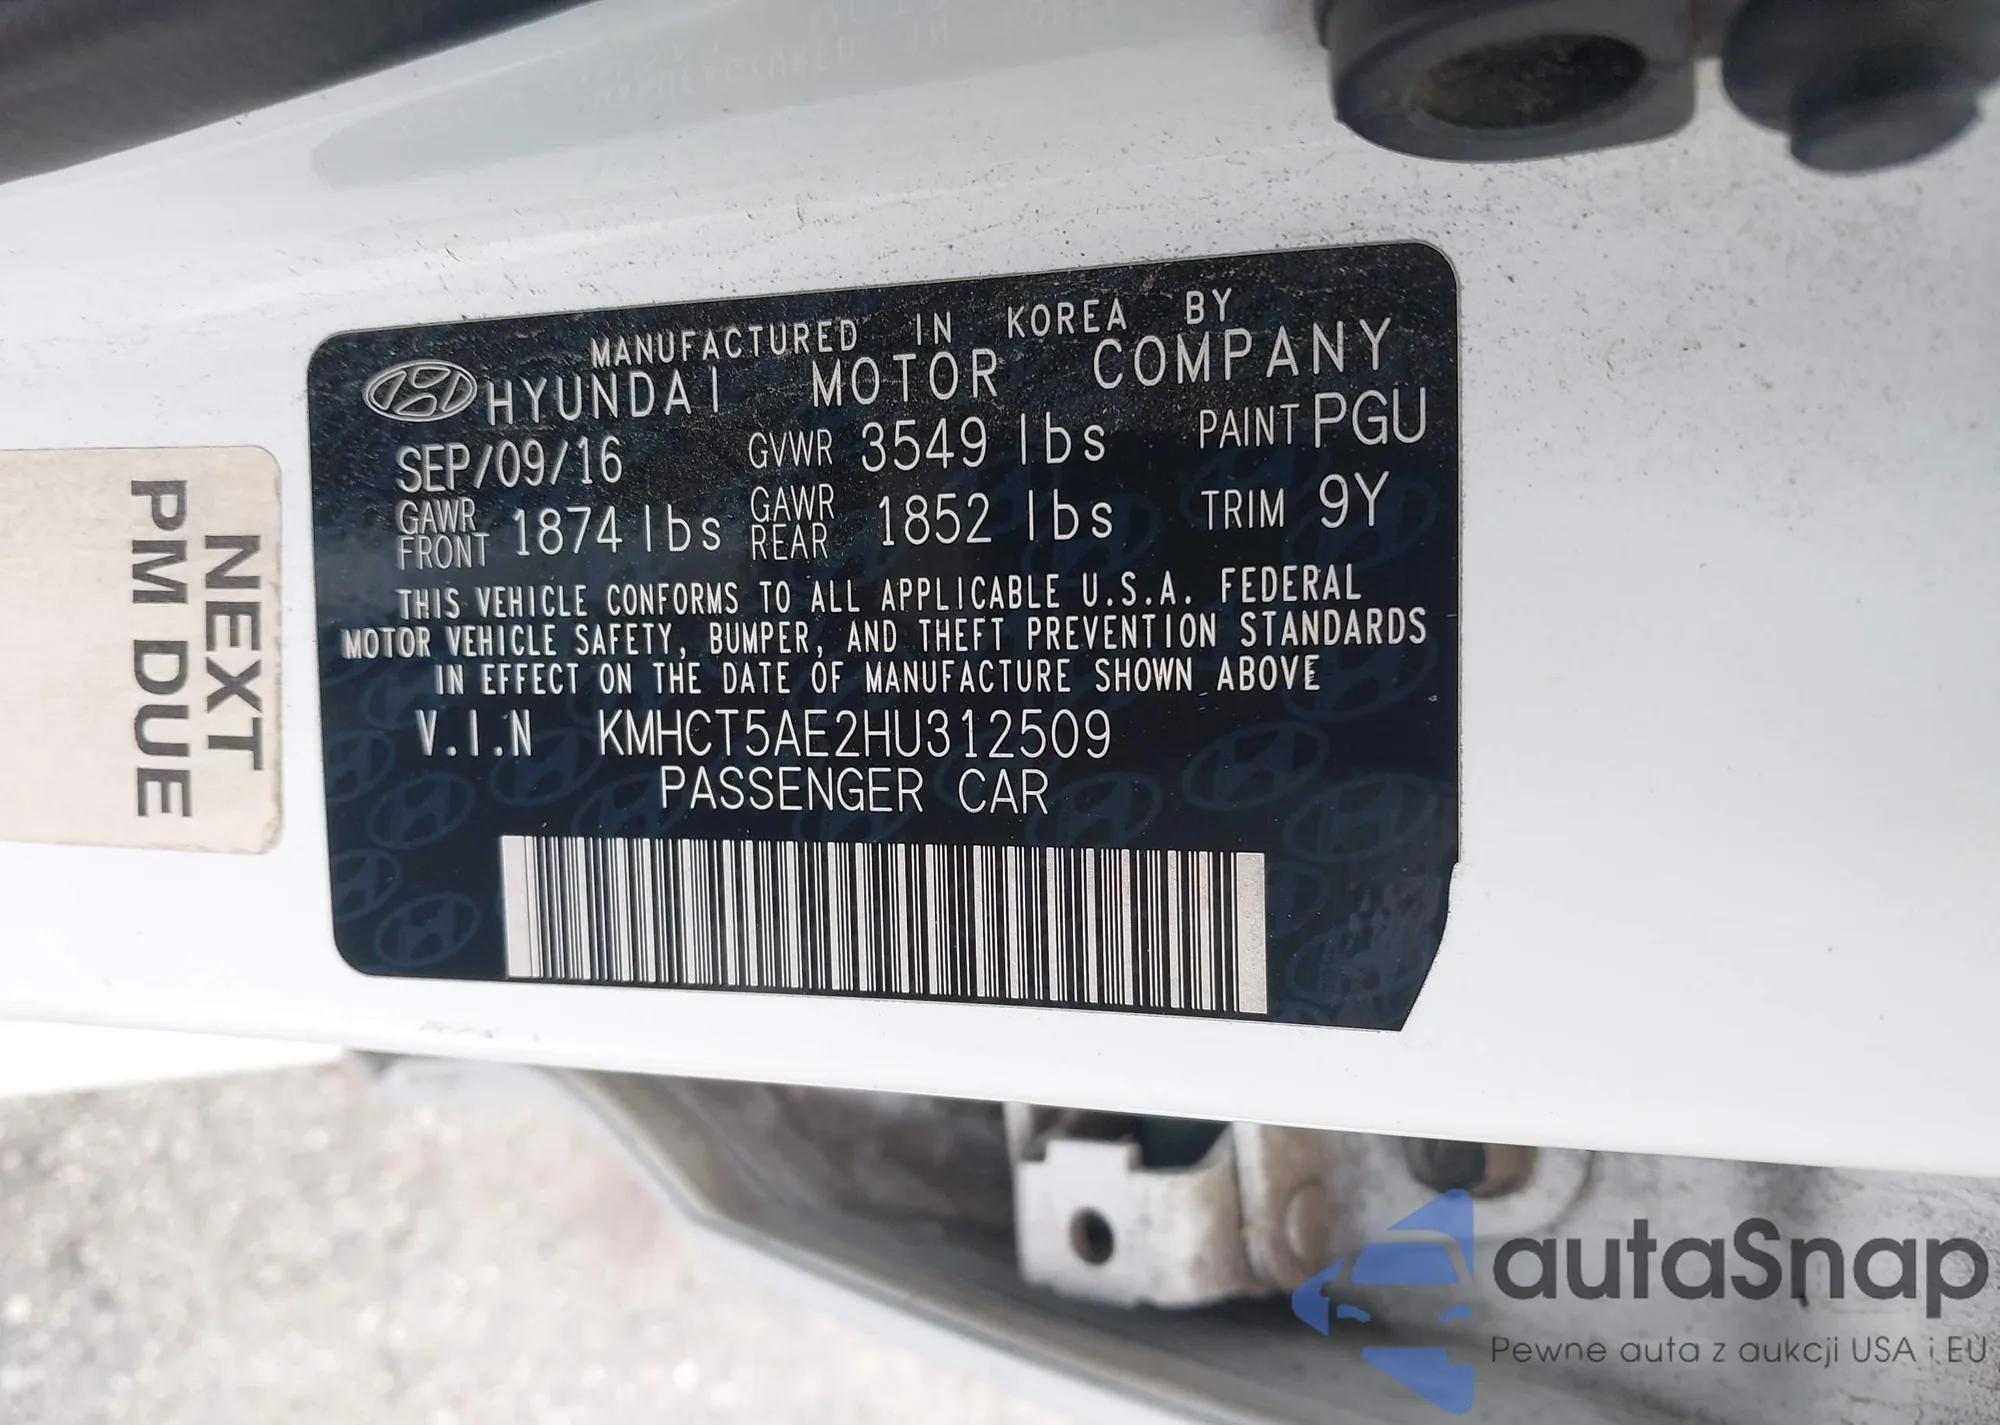 MANUFACTURED IN KOREA BY
HYUNDAI MOTOR COMPANY
SEP/09/16 GVWR 3549 lbs PAINT PGU
GAWR FRONT 1874 lbs GAWR REAR 1852 lbs TRIM 9Y
THIS VEHICLE CONFORMS TO ALL APPLICABLE U.S.A. FEDERAL
MOTOR VEHICLE SAFETY, BUMPER, AND THEFT PREVENTION STANDARDS
IN EFFECT ON THE DATE OF MANUFACTURE SHOWN ABOVE
V.I.N KMHCT5AE2HU312509
PASSENGER CAR
NEXT
PM DUE
autaSnap
Pewne auta z aukcji USA i EU